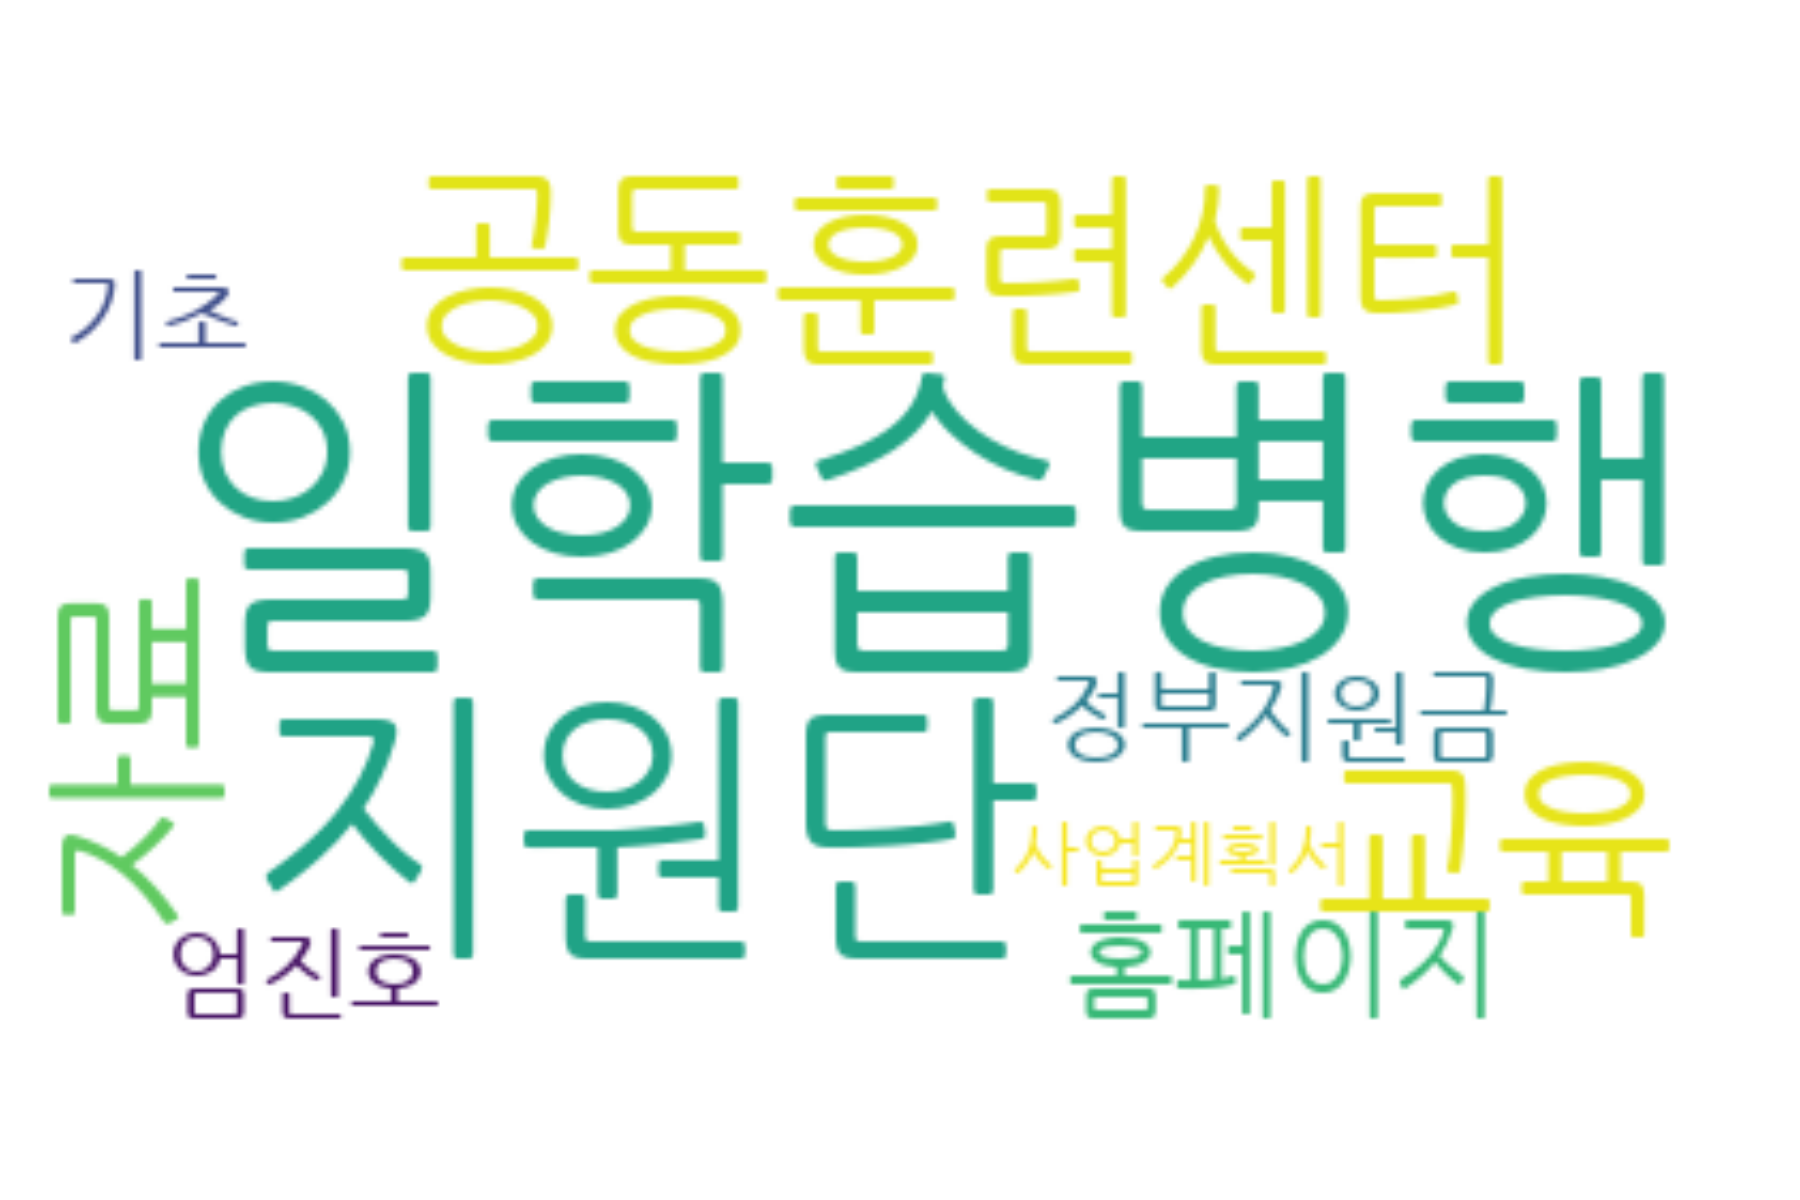 공동훈련센터
기초
일학습병행
자료
지원단
정부지원금
교육
사업계획서
엄진호
홈페이지